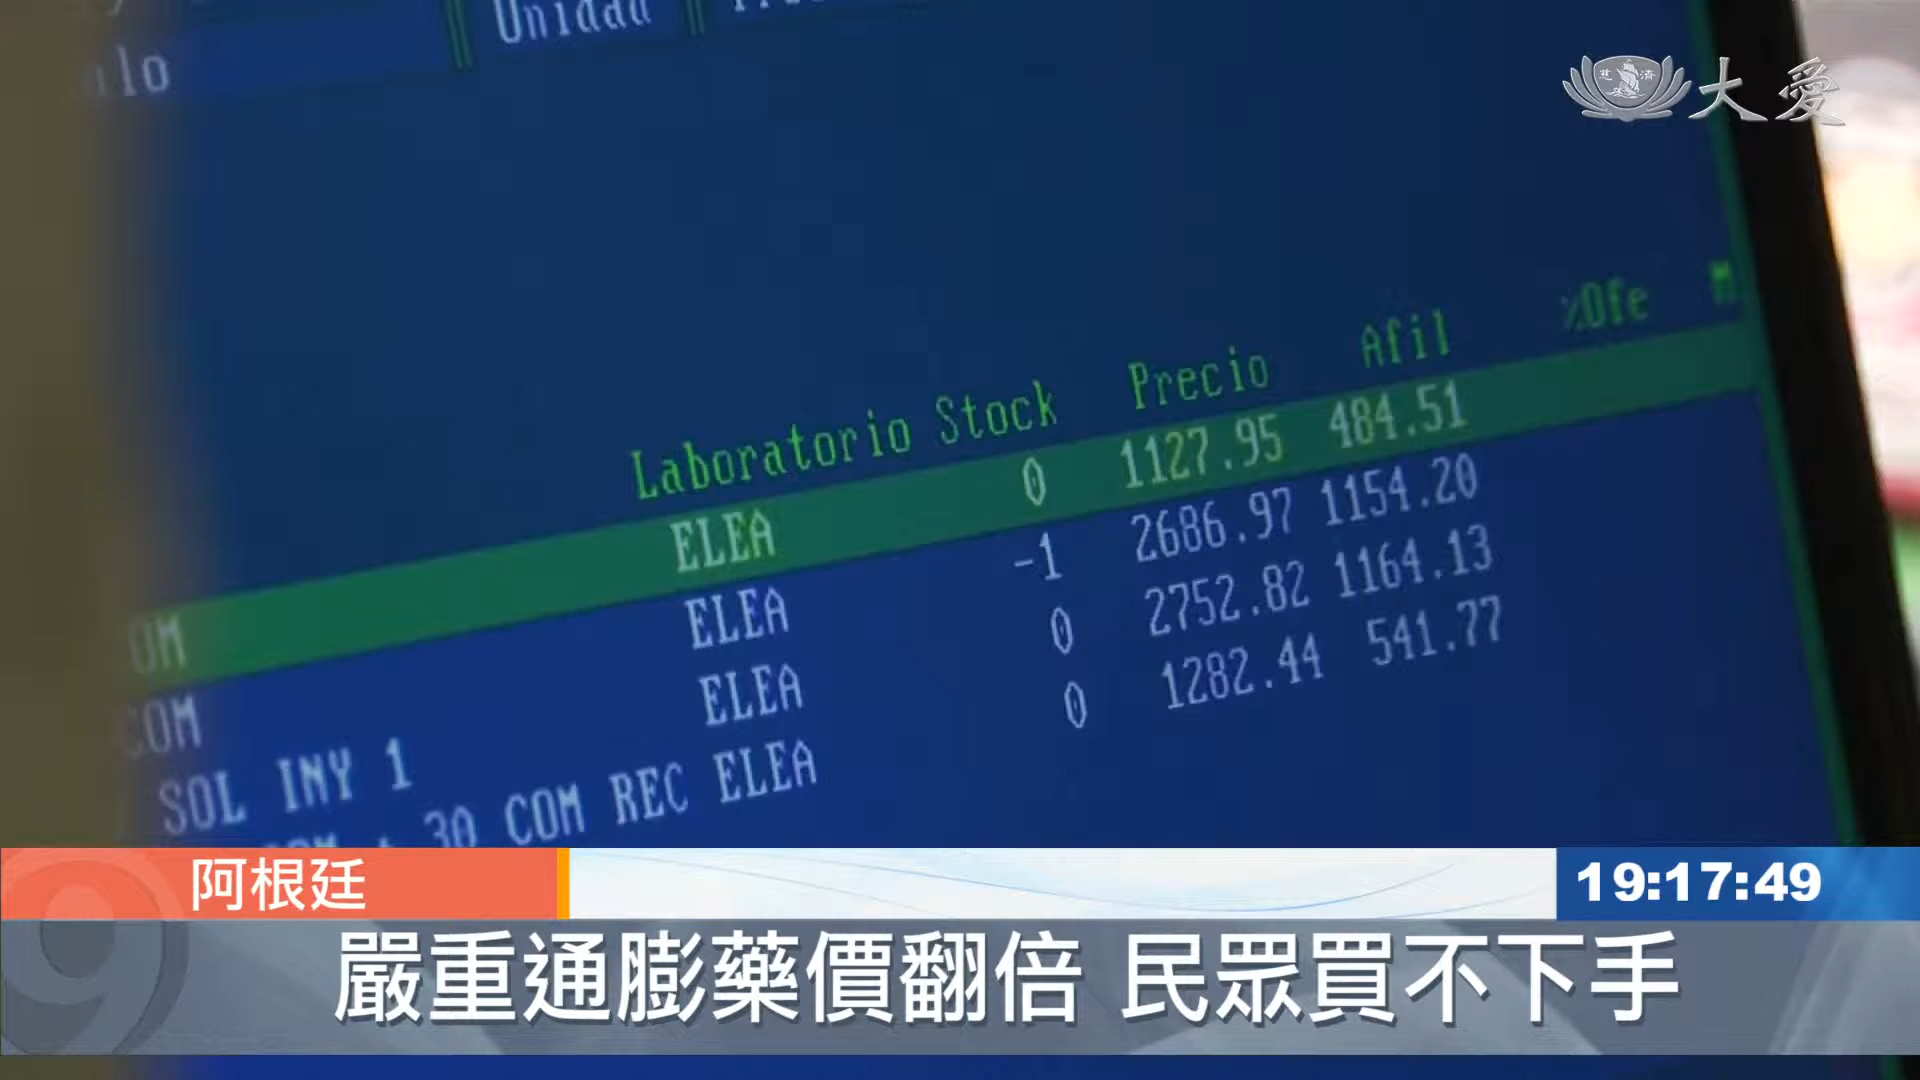 Unidad
lo
慈濟 大愛
Laboratorio Stock Precio Afil %Ofe M
ELEA 0 1127.95 484.51
COM ELEA -1 2686.97 1154.20
SOL INY 1 ELEA 0 2752.82 1164.13
30 COM REC ELEA 0 1282.44 541.77
阿根廷
19:17:49
嚴重通膨藥價翻倍 民眾買不下手